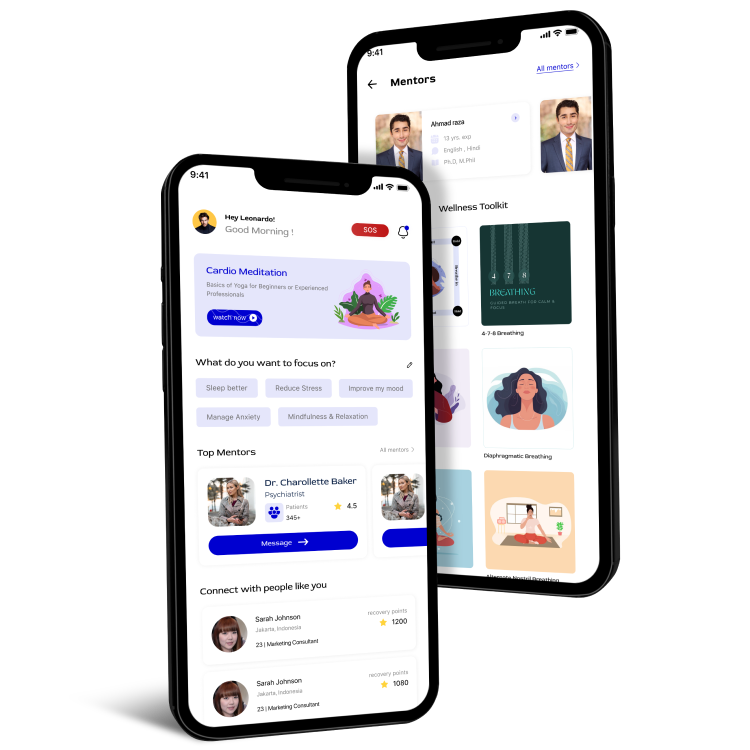 9:41
Hey Leonardo!
Good Morning !
SOS
Cardio Meditation
Basics of Yoga for Beginners or Experienced
Professionals
watch now
What do you want to focus on?
Sleep better
Reduce Stress
Improve my mood
Manage Anxiety
Mindfulness & Relaxation
Top Mentors
All mentors
Dr. Charollette Baker
Psychiatrist
Patients
345+
4.5
Message
Connect with people like you
Sarah Johnson
Jakarta, Indonesia
23 | Marketing Consultant
recovery points
1200
Sarah Johnson
Jakarta, Indonesia
23 | Marketing Consultant
recovery points
1080
9:41
Mentors
All mentors
Ahmad raza
13 yrs. exp
English , Hindi
Ph.D, M.Phil
Wellness Toolkit
4 7 8
BREATHING
GUIDED BREATH FOR CALM &
FOCUS
4-7-8 Breathing
Diaphragmatic Breathing
Alternate Nostril Breathing